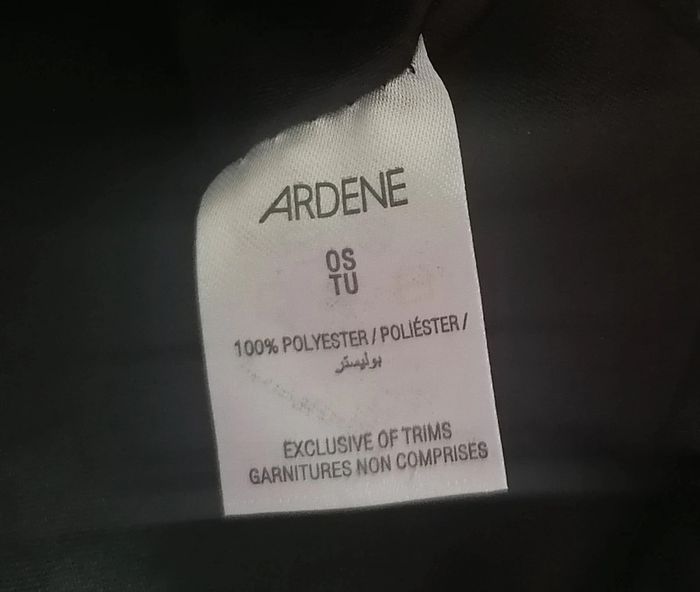 ARDENE
OS
TU
100% POLYESTER / POLIÉSTER /
بوليستر
EXCLUSIVE OF TRIMS
GARNITURES NON COMPRISES